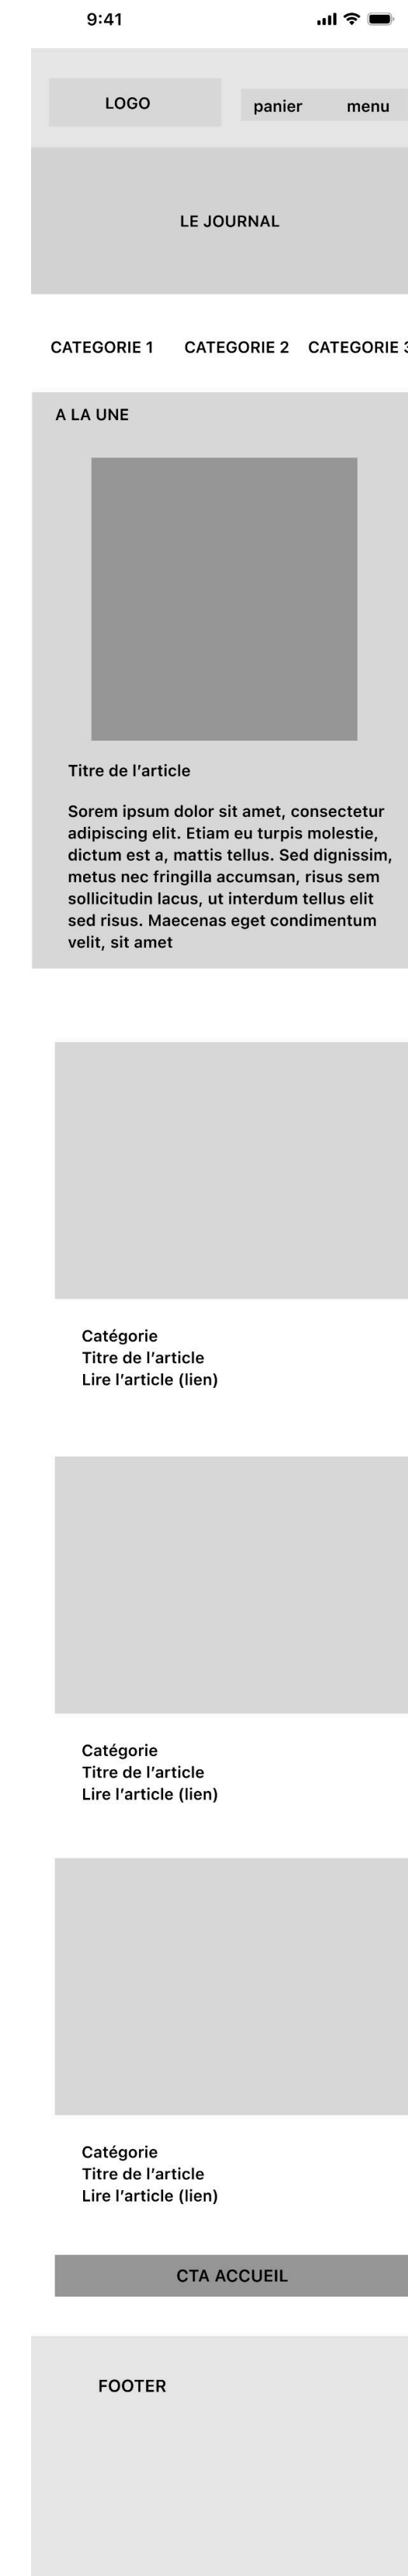 9:41
LOGO
panier menu
LE JOURNAL
CATEGORIE 1 CATEGORIE 2 CATEGORIE 3
A LA UNE
Titre de l’article
Sorem ipsum dolor sit amet, consectetur
adipiscing elit. Etiam eu turpis molestie,
dictum est a, mattis tellus. Sed dignissim,
metus nec fringilla accumsan, risus sem
sollicitudin lacus, ut interdum tellus elit
sed risus. Maecenas eget condimentum
velit, sit amet
Catégorie
Titre de l’article
Lire l’article (lien)
Catégorie
Titre de l’article
Lire l’article (lien)
Catégorie
Titre de l’article
Lire l’article (lien)
CTA ACCUEIL
FOOTER